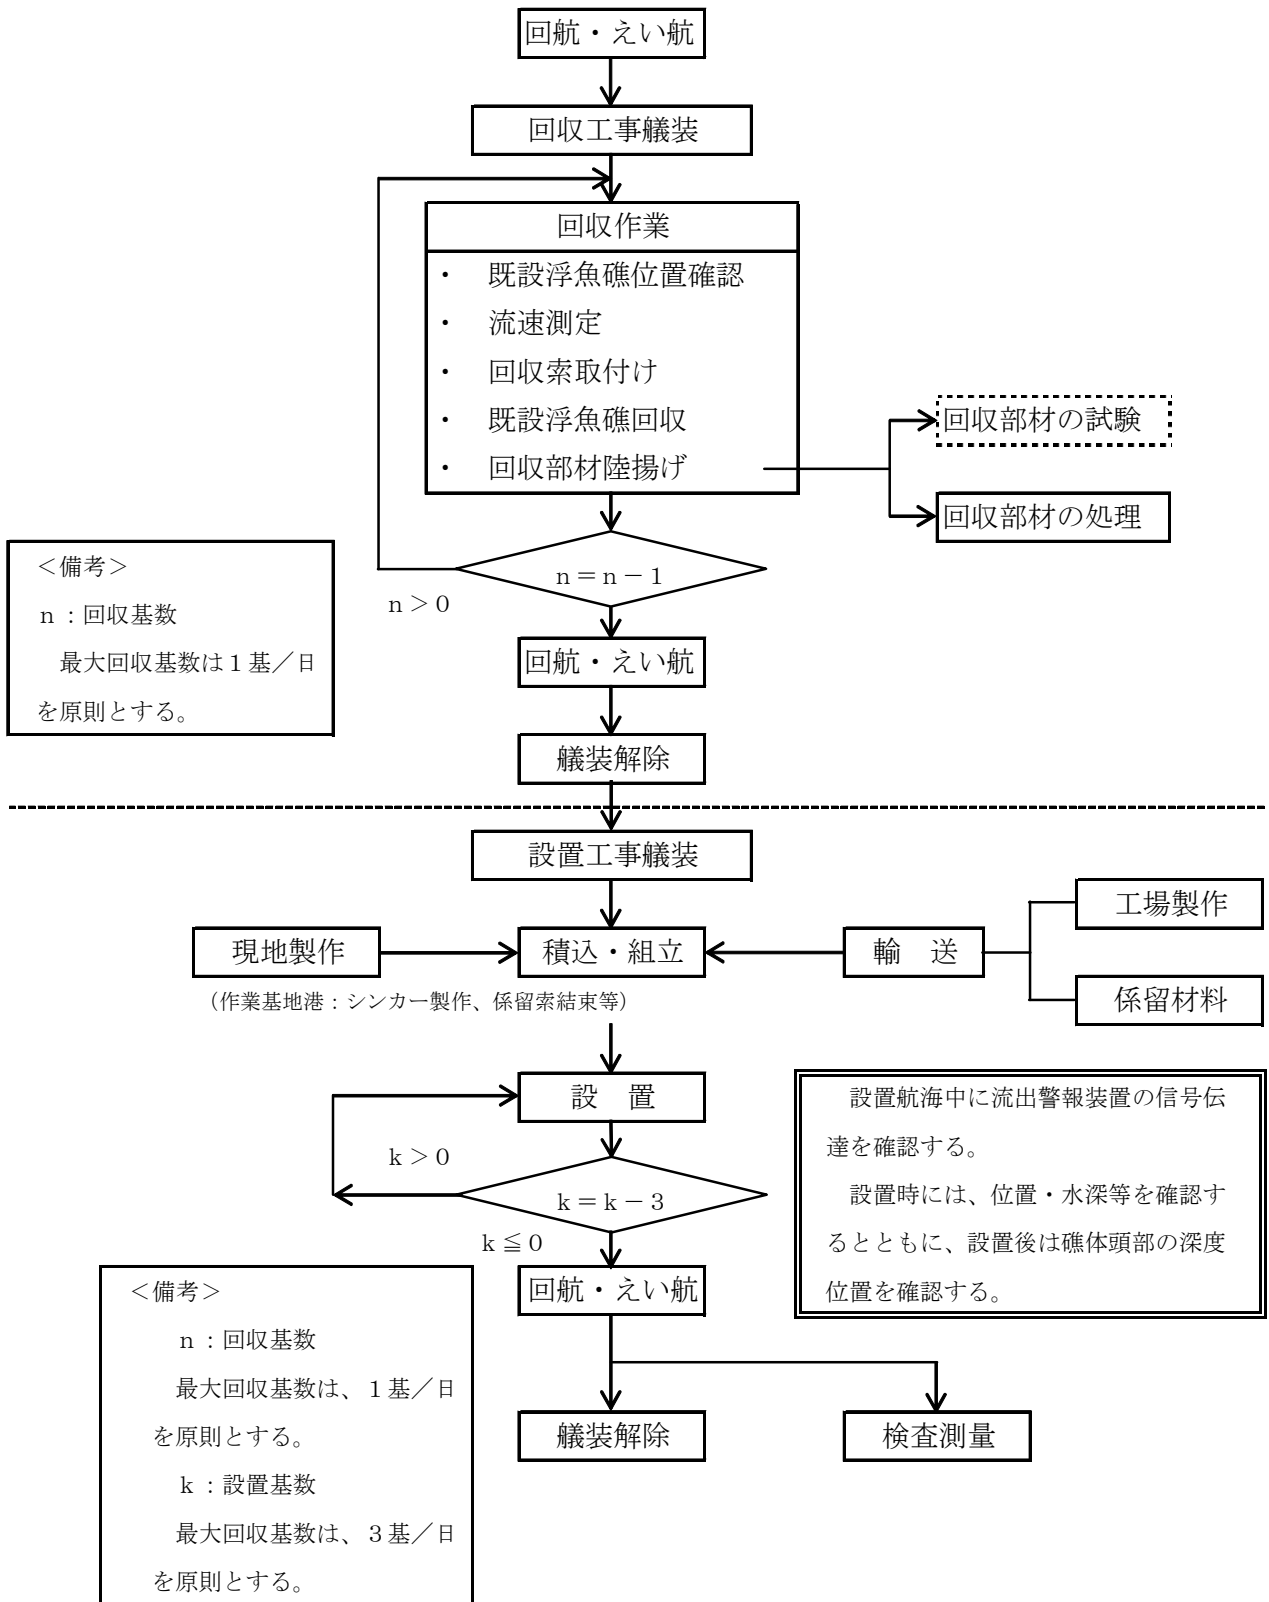 回航・えい航
回収工事艤装
回収作業
・ 既設浮魚礁位置確認
・ 流速測定
・ 回収索取付け
・ 既設浮魚礁回収
・ 回収部材陸揚げ
回収部材の試験
回収部材の処理
n＝n－1
n＞0
＜備考＞
n：回収基数
最大回収基数は１基／日
を原則とする。
回航・えい航
艤装解除
設置工事艤装
現地製作
積込・組立
輸　送
工場製作
係留材料
（作業基地港：シンカー製作、係留索結束等）
設　置
k＞0
k＝k－3
k≦0
設置航海中に流出警報装置の信号伝
達を確認する。
設置時には、位置・水深等を確認す
るとともに、設置後は礁体頭部の深度
位置を確認する。
回航・えい航
艤装解除
検査測量
＜備考＞
n：回収基数
最大回収基数は、１基／日
を原則とする。
k：設置基数
最大回収基数は、３基／日
を原則とする。